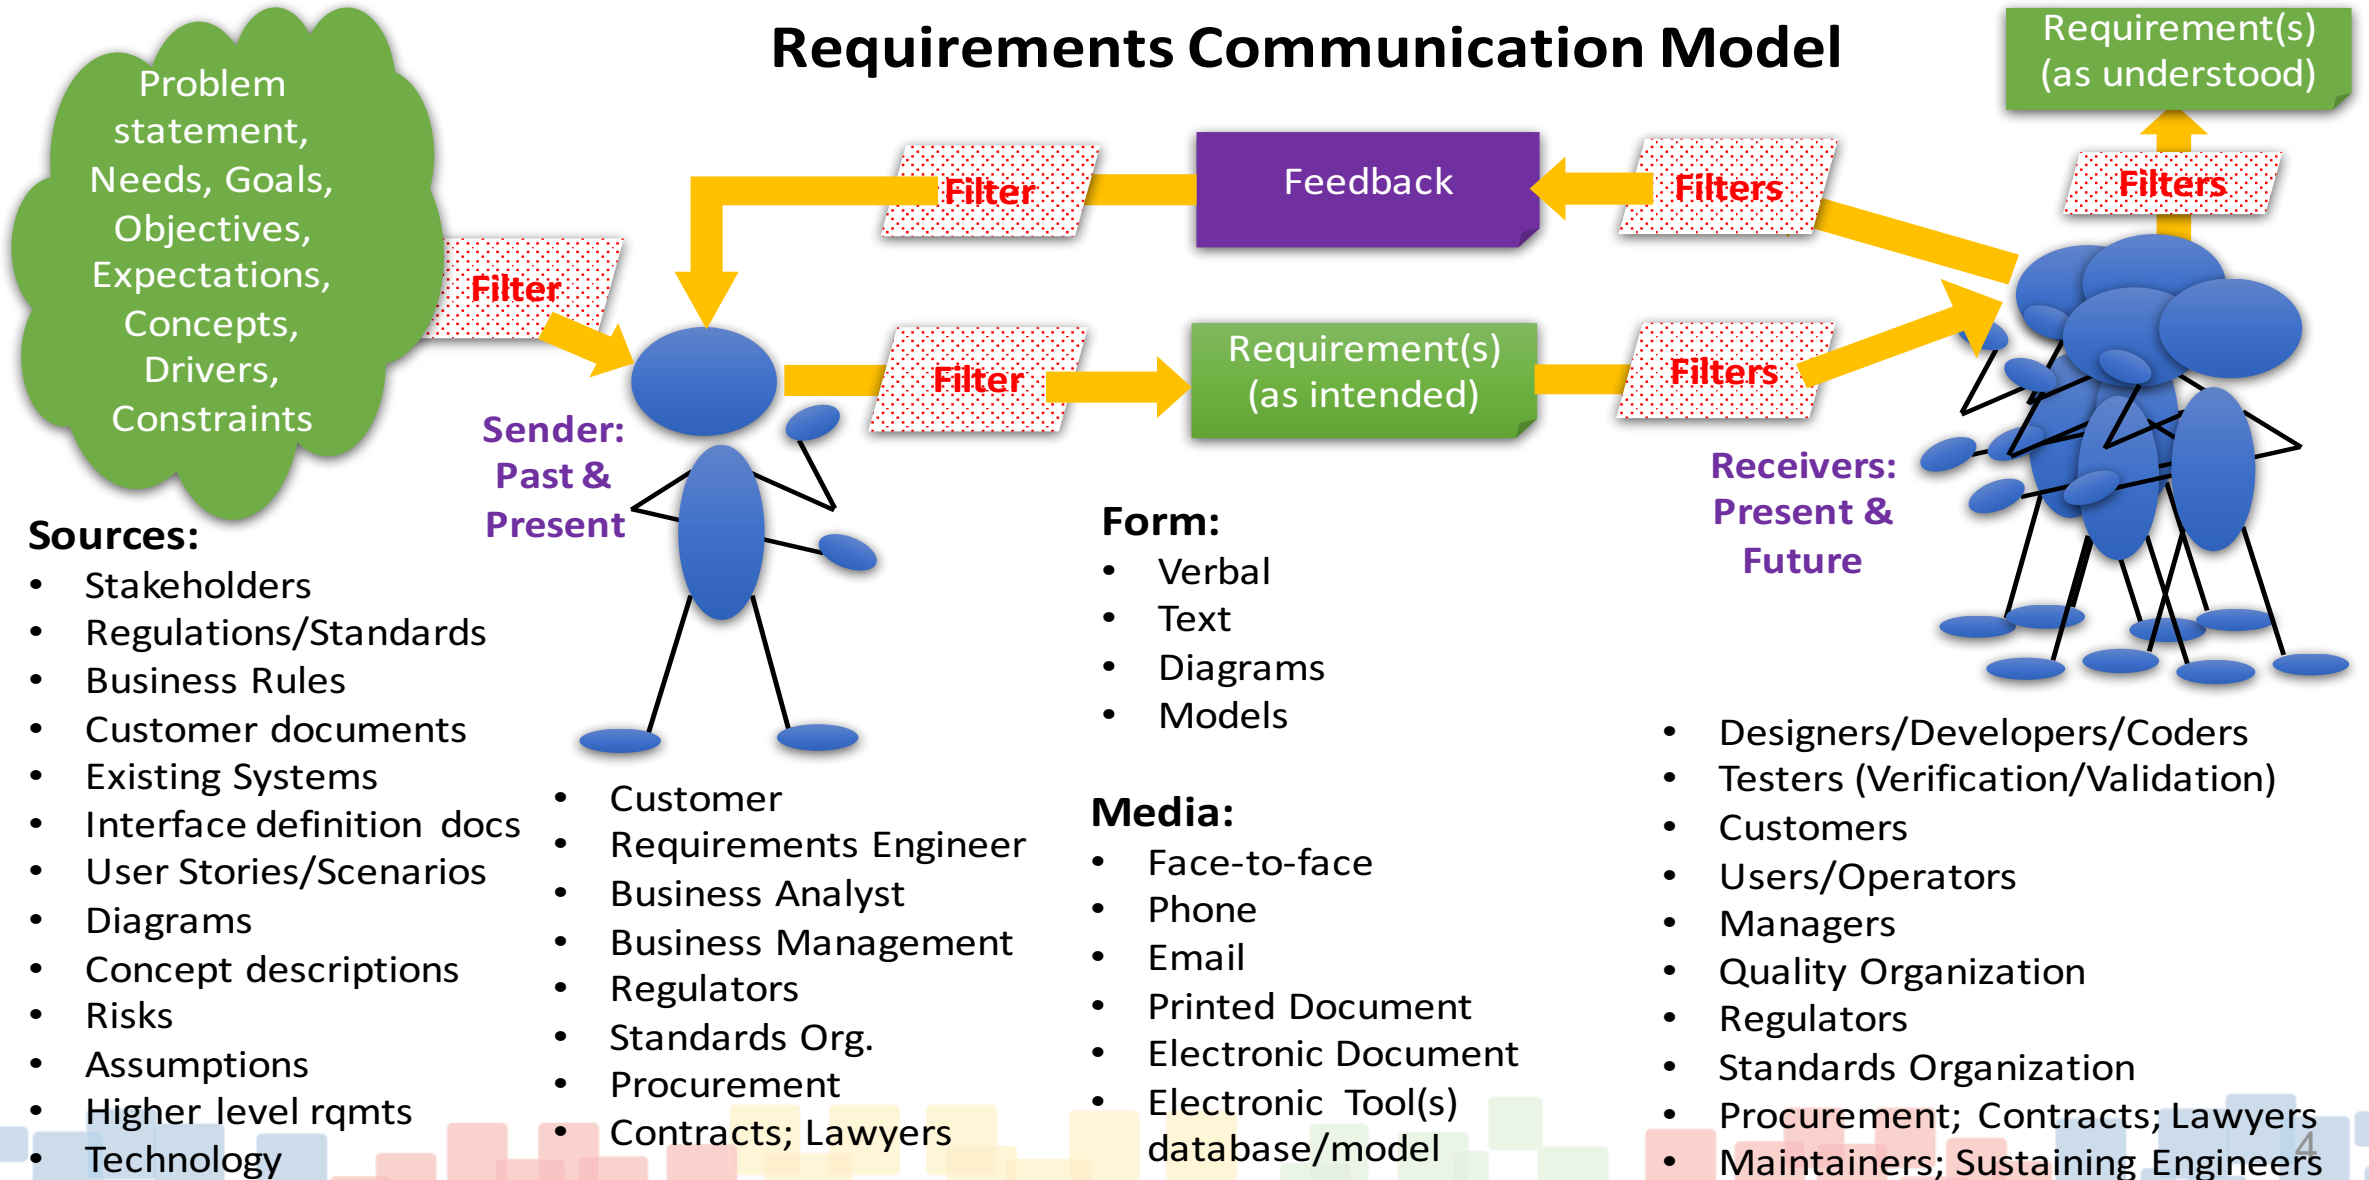 Requirements Communication Model
Problem
statement,
Needs, Goals,
Objectives,
Expectations,
Concepts,
Drivers,
Constraints
Filter
Filter
Feedback
Filters
Requirement(s)
(as understood)
Filters
Filter
Requirement(s)
(as intended)
Filters
Sender:
Past &
Present
Receivers:
Present &
Future
Sources:
• Stakeholders
• Regulations/Standards
• Business Rules
• Customer documents
• Existing Systems
• Interface definition docs
• User Stories/Scenarios
• Diagrams
• Concept descriptions
• Risks
• Assumptions
• Higher level rqmts
• Technology
• Customer
• Requirements Engineer
• Business Analyst
• Business Management
• Regulators
• Standards Org.
• Procurement
• Contracts; Lawyers
Form:
• Verbal
• Text
• Diagrams
• Models
Media:
• Face-to-face
• Phone
• Email
• Printed Document
• Electronic Document
• Electronic Tool(s)
database/model
• Designers/Developers/Coders
• Testers (Verification/Validation)
• Customers
• Users/Operators
• Managers
• Quality Organization
• Regulators
• Standards Organization
• Procurement; Contracts; Lawyers
• Maintainers; Sustaining Engineers
4